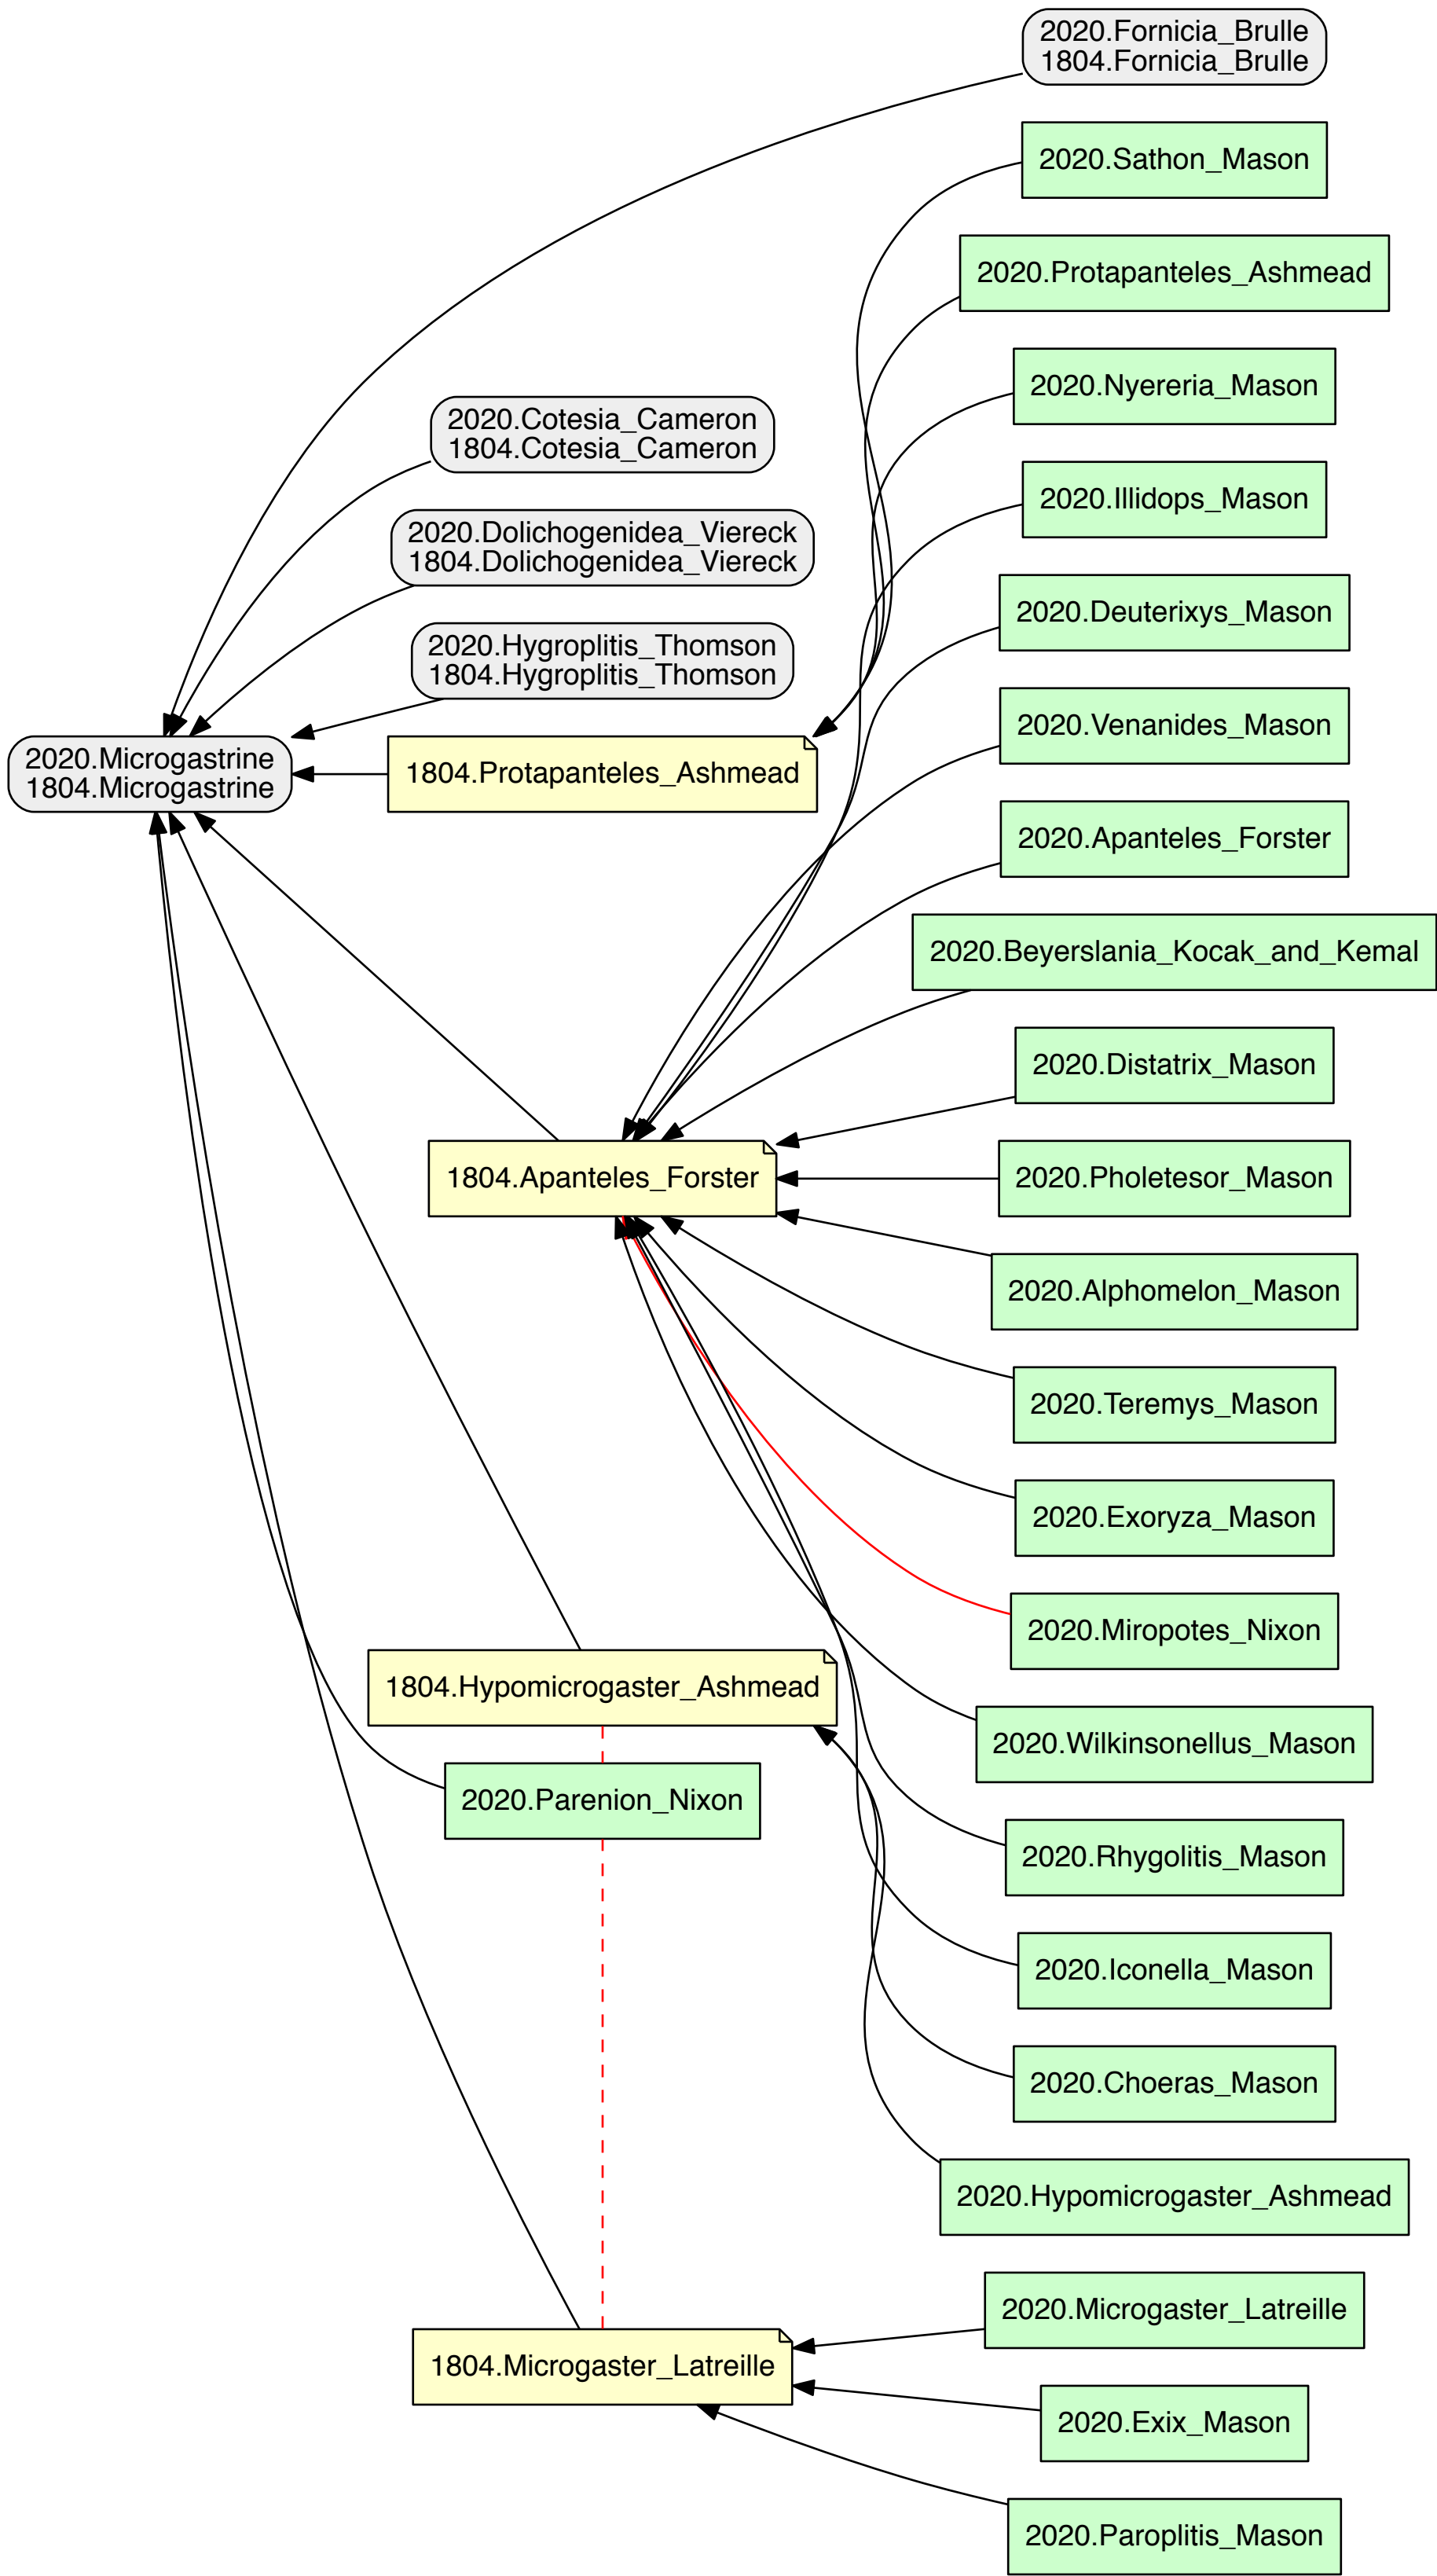 2020.Fornicia_Brulle
1804.Fornicia_Brulle
2020.Sathon_Mason
2020.Protapanteles_Ashmead
2020.Nyereria_Mason
2020.Cotesia_Cameron
1804.Cotesia_Cameron
2020.Illidops_Mason
2020.Dolichogenidea_Viereck
1804.Dolichogenidea_Viereck
2020.Deuterixys_Mason
2020.Hygroplitis_Thomson
1804.Hygroplitis_Thomson
2020.Venanides_Mason
2020.Microgastrine
1804.Microgastrine
1804.Protapanteles_Ashmead
2020.Apanteles_Forster
2020.Beyerslania_Kocak_and_Kemal
2020.Distatrix_Mason
1804.Apanteles_Forster
2020.Pholetesor_Mason
2020.Alphomelon_Mason
2020.Teremys_Mason
2020.Exoryza_Mason
2020.Miropotes_Nixon
1804.Hypomicrogaster_Ashmead
2020.Wilkinsonellus_Mason
2020.Parenion_Nixon
2020.Rhygolitis_Mason
2020.Iconella_Mason
2020.Choeras_Mason
2020.Hypomicrogaster_Ashmead
2020.Microgaster_Latreille
1804.Microgaster_Latreille
2020.Exix_Mason
2020.Paroplitis_Mason